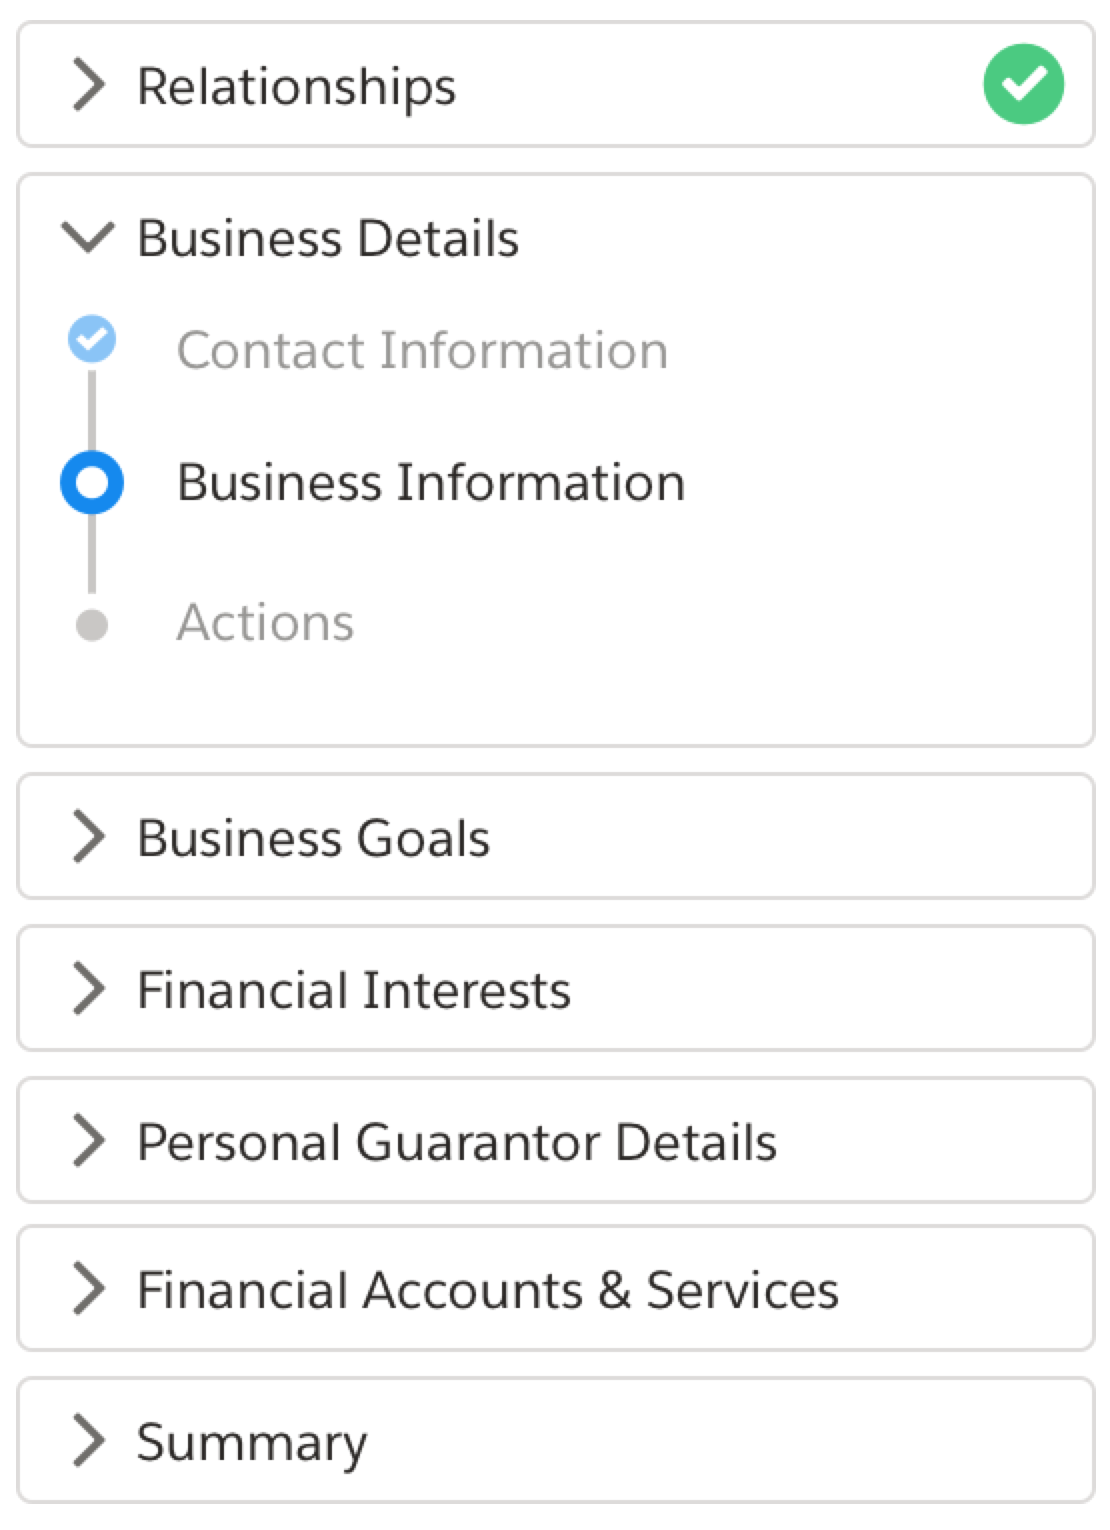 Relationships
Business Details
Contact Information
Business Information
Actions
Business Goals
Financial Interests
Personal Guarantor Details
Financial Accounts & Services
Summary